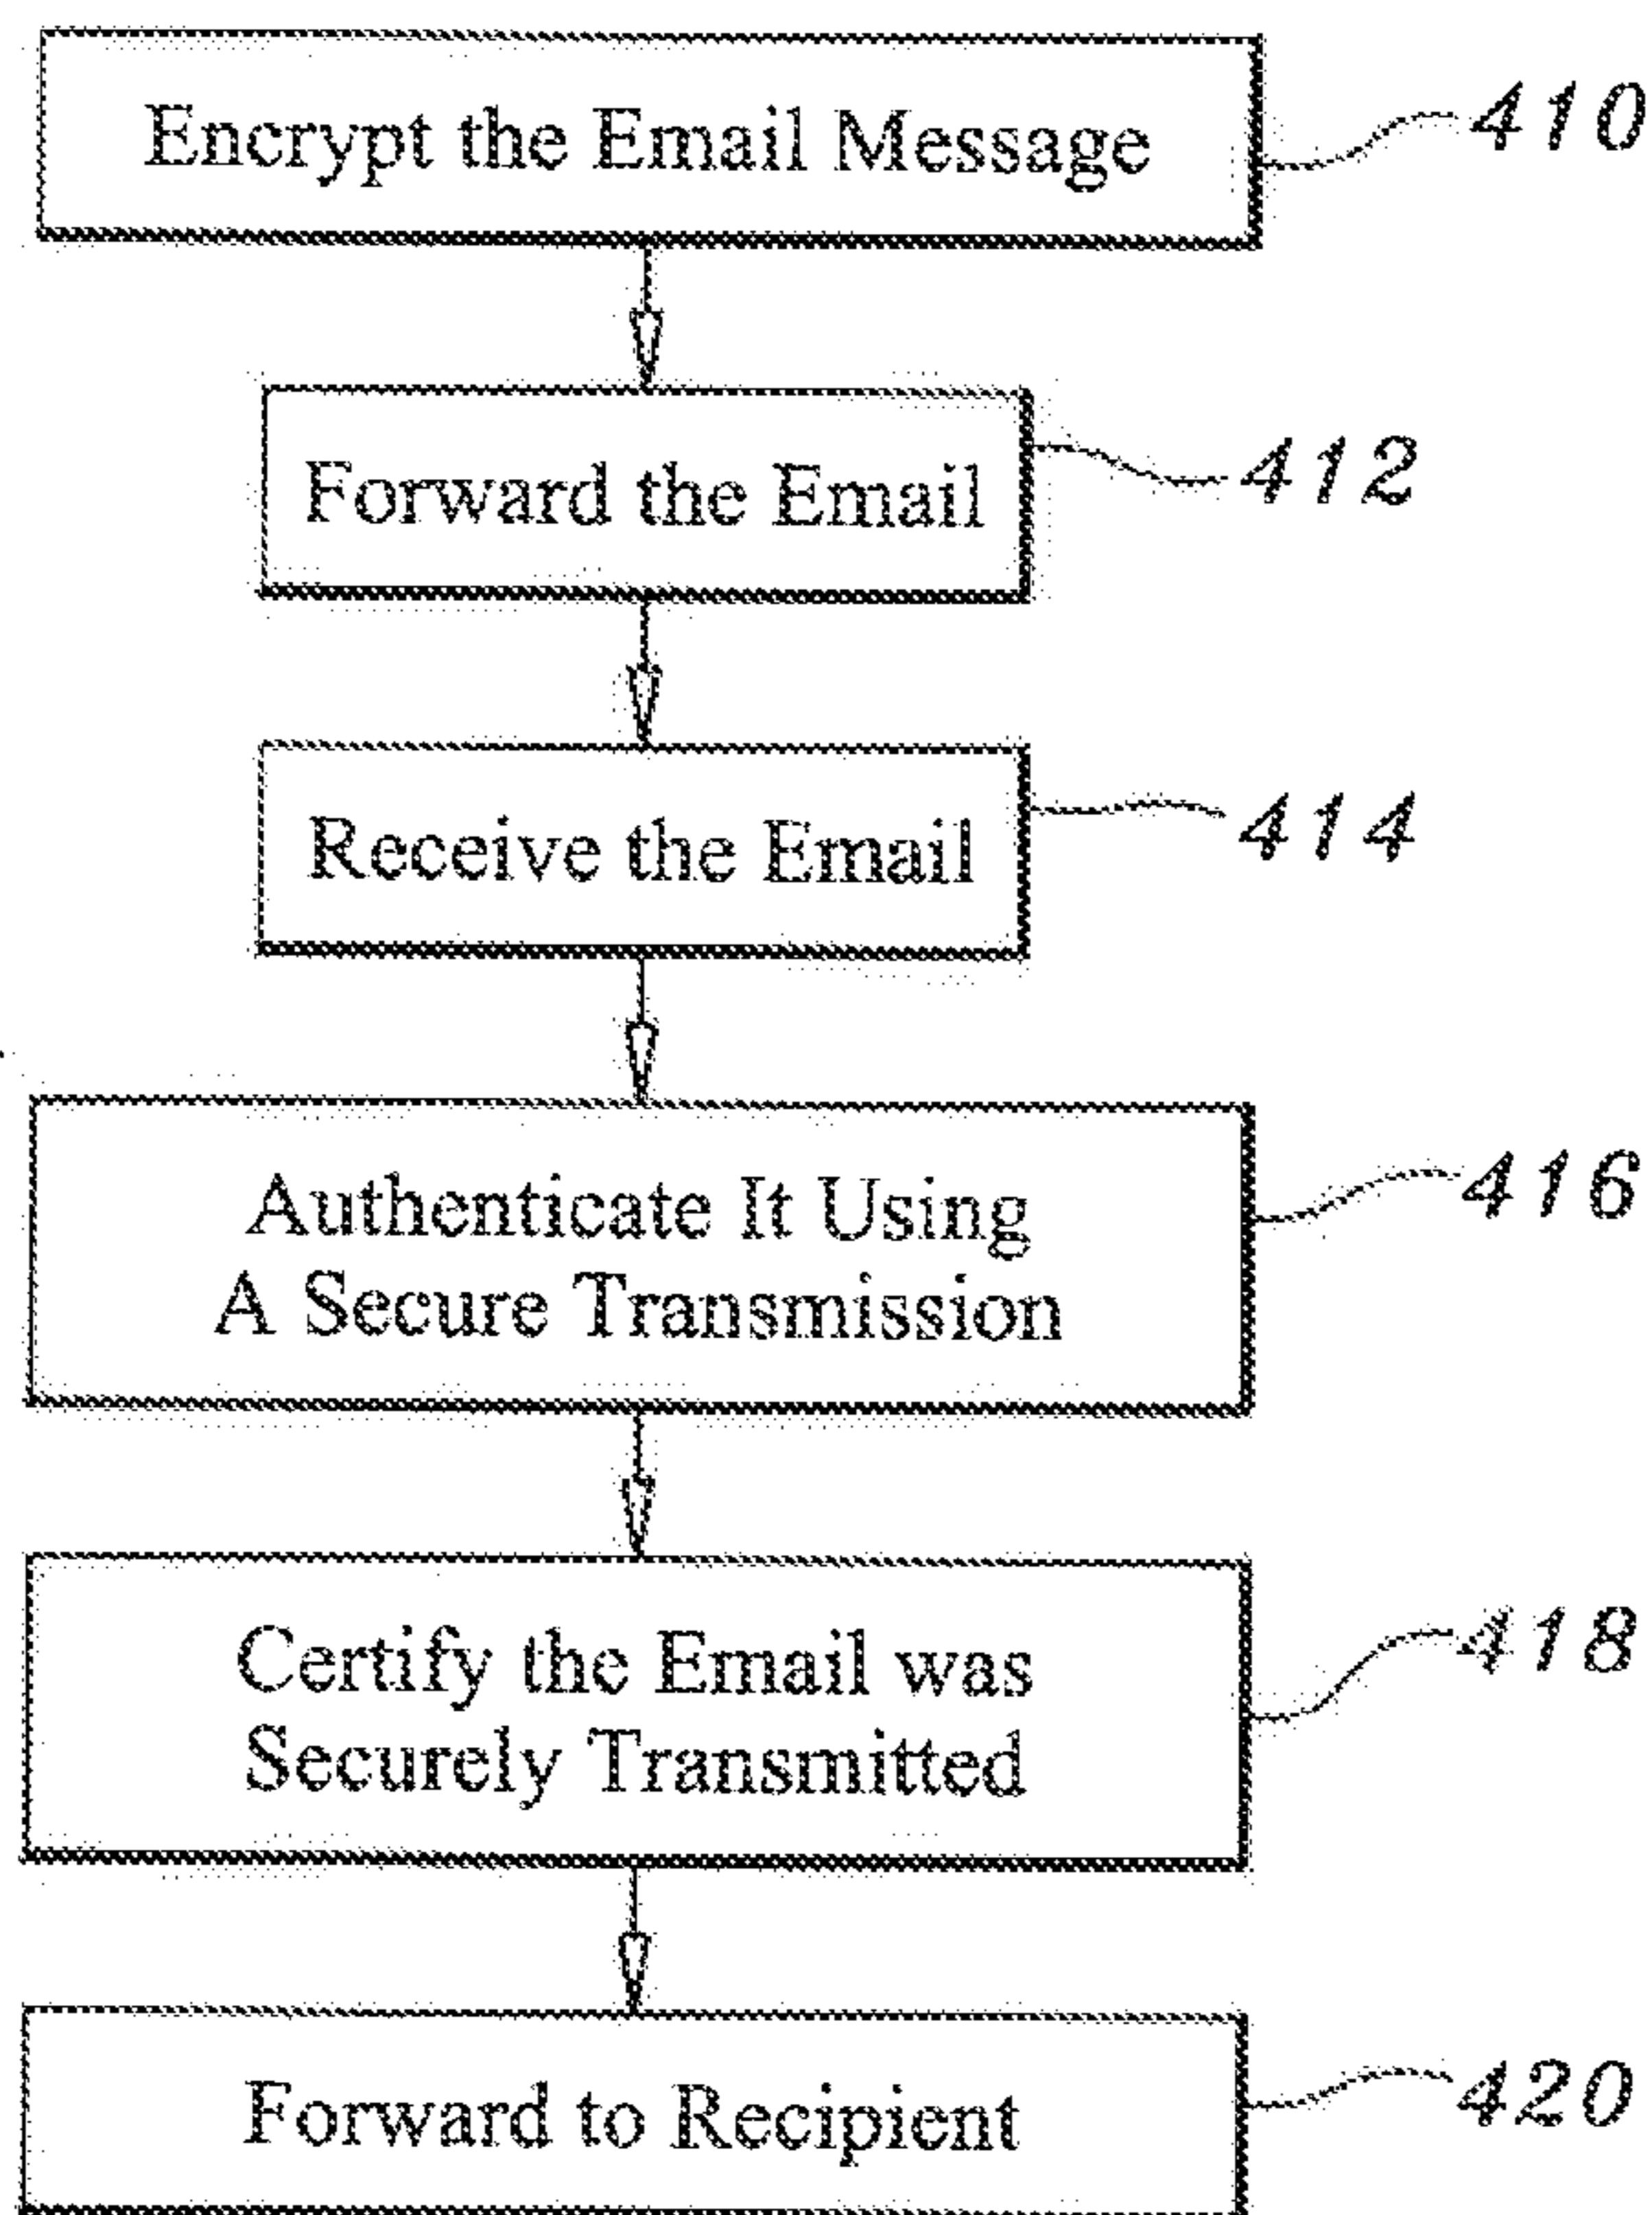 Encrypt the Email Message
410
Forward the Email
412
Receive the Email
414
Authenticate It Using
A Secure Transmission
416
Certify the Email was
Securely Transmitted
418
Forward to Recipient
420